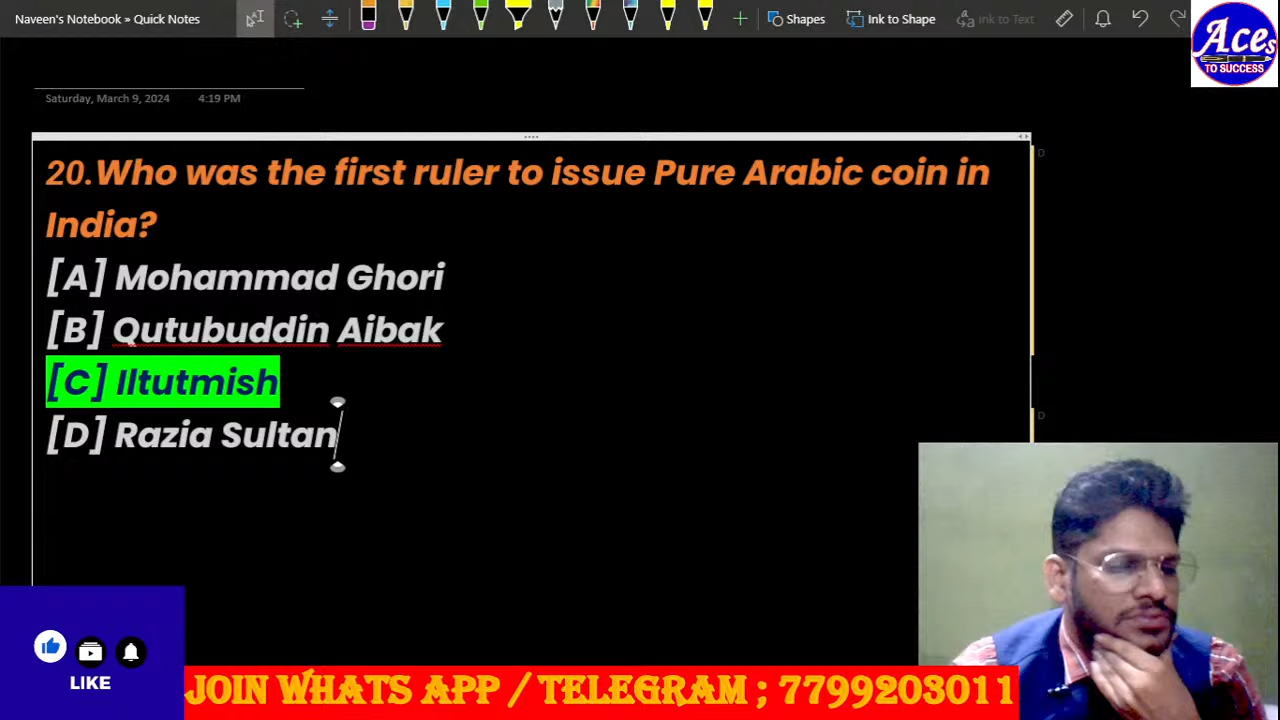 Naveen's Notebook » Quick Notes
Shapes
Ink to Shape
Ink to Text
Aces
TO SUCCESS
Saturday, March 9, 2024 4:19 PM
20.Who was the first ruler to issue Pure Arabic coin in
India?
[A] Mohammad Ghori
[B] Qutubuddin Aibak
[C] Iltutmish
[D] Razia Sultan
D
D
LIKE
JOIN WHATS APP / TELEGRAM ; 7799203011